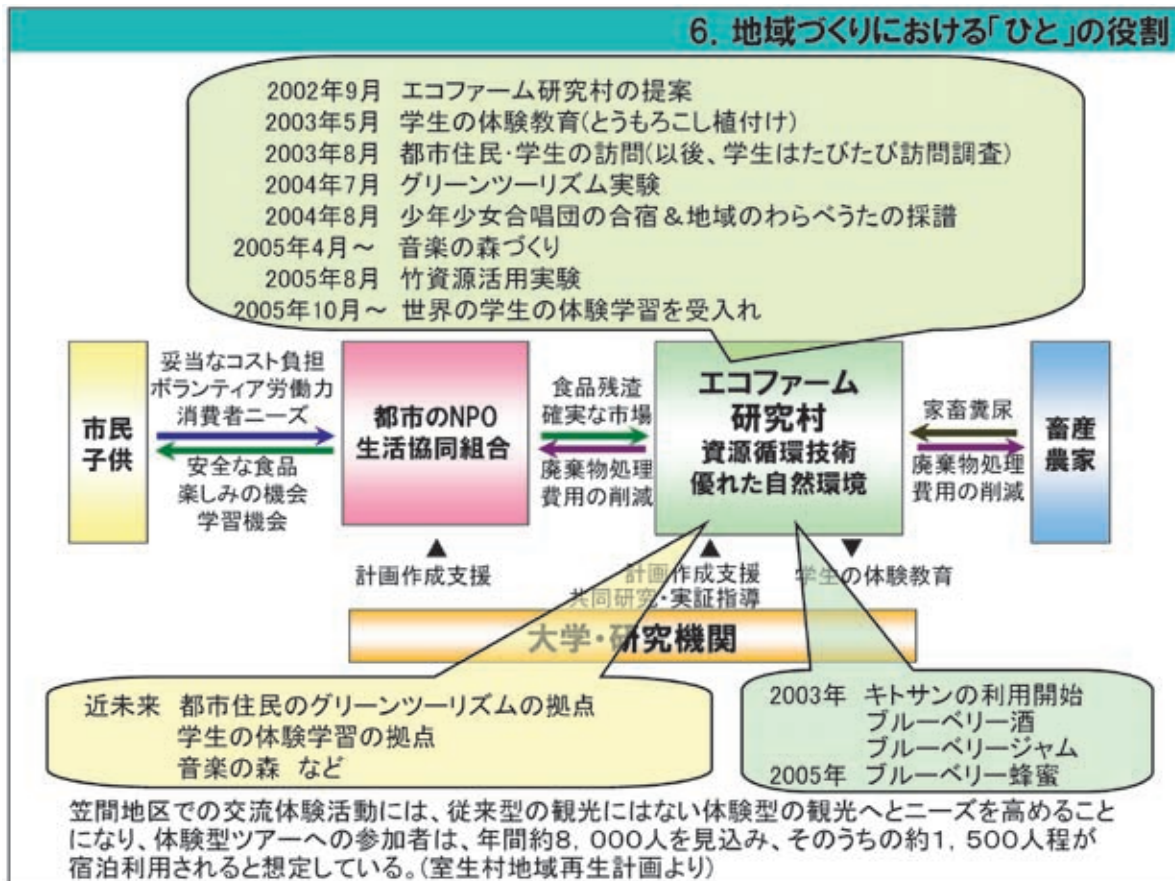 6. 地域づくりにおける「ひと」の役割
2002年9月 エコファーム研究村の提案
2003年5月 学生の体験教育(とうもろこし植付け)
2003年8月 都市住民・学生の訪問(以後、学生はたびたび訪問調査)
2004年7月 グリーンツーリズム実験
2004年8月 少年少女合唱団の合宿&地域のわらべうたの採譜
2005年4月〜 音楽の森づくり
2005年8月 竹資源活用実験
2005年10月〜 世界の学生の体験学習を受入れ
市民
子供
妥当なコスト負担
ボランティア労働力
消費者ニーズ
安全な食品
楽しみの機会
学習機会
都市のNPO
生活協同組合
食品残渣
確実な市場
廃棄物処理
費用の削減
エコファーム
研究村
資源循環技術
優れた自然環境
家畜糞尿
廃棄物処理
費用の削減
畜産
農家
計画作成支援
計画作成支援
共同研究・実証指導
学生の体験教育
大学・研究機関
近未来 都市住民のグリーンツーリズムの拠点
学生の体験学習の拠点
音楽の森 など
2003年 キトサンの利用開始
ブルーベリー酒
ブルーベリージャム
2005年 ブルーベリー蜂蜜
笠間地区での交流体験活動には、従来型の観光にはない体験型の観光へとニーズを高めること
になり、体験型ツアーへの参加者は、年間約8,000人を見込み、そのうちの約1,500人程が
宿泊利用されると想定している。(室生村地域再生計画より)